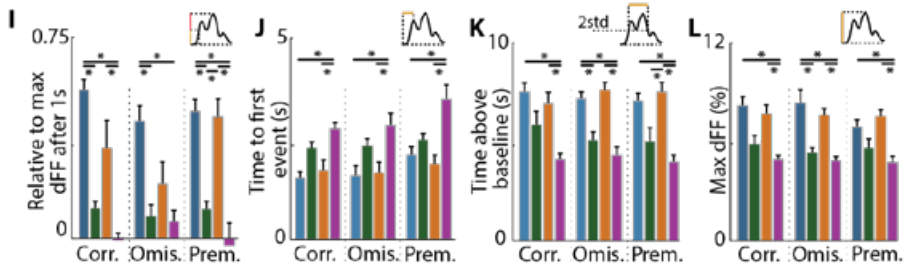 I
0.75
Relative to max
dFF after 1s
0
* * * * * * * * *
Corr. Omis. Prem.
J
5
Time to first
event (s)
0
* * * * *
Corr. Omis. Prem.
K
2std
10
Time above
baseline (s)
0
* * * * * * * *
Corr. Omis. Prem.
L
12
Max dFF (%)
0
* * * * * * *
Corr. Omis. Prem.